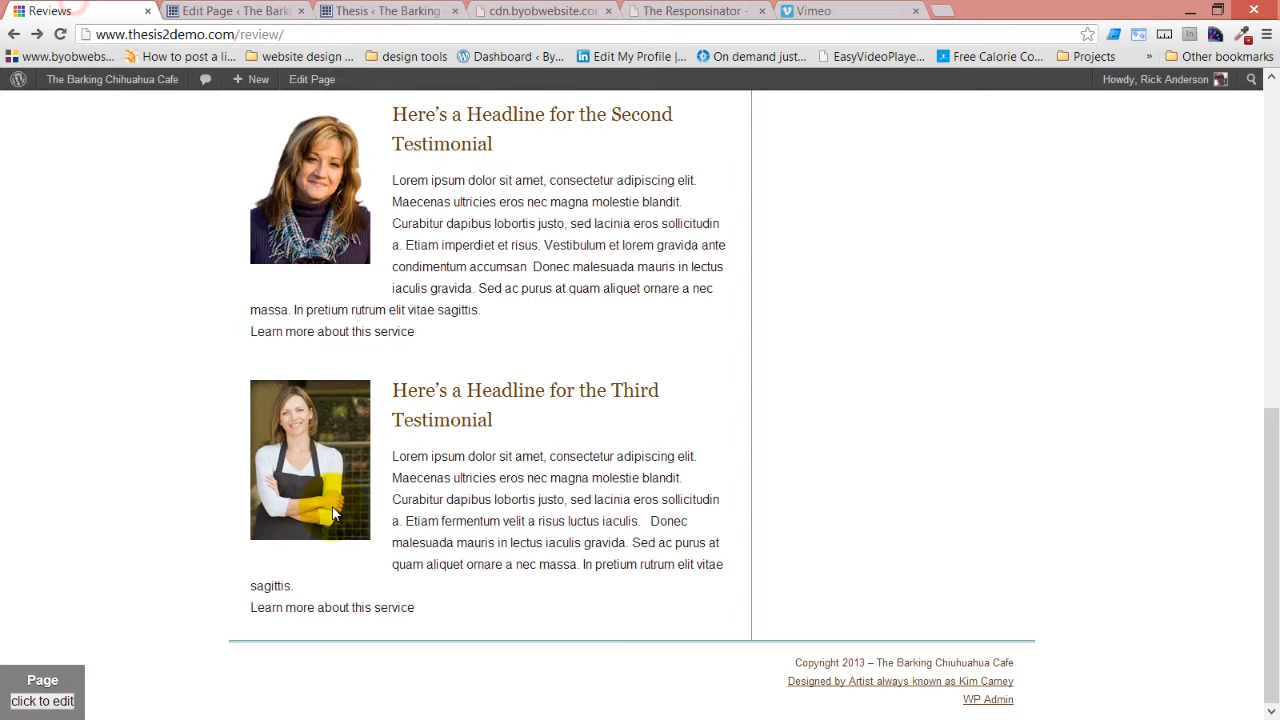 Reviews
Edit Page ‹ The Barki
Thesis ‹ The Barking
cdn.byobwebsite.co
The Responsinator -
Vimeo
www.thesis2demo.com/review/
www.byobwebs...
How to post a li...
website design ...
design tools
Dashboard ‹ By...
Edit My Profile |...
On demand just...
EasyVideoPlaye...
Free Calorie Co...
Projects
»
Other bookmarks
The Barking Chihuahua Cafe
+ New
Edit Page
Howdy, Rick Anderson
Here's a Headline for the Second
Testimonial
Lorem ipsum dolor sit amet, consectetur adipiscing elit.
Maecenas ultricies eros nec magna molestie blandit.
Curabitur dapibus lobortis justo, sed lacinia eros sollicitudin
a. Etiam imperdiet et risus. Vestibulum et lorem gravida ante
condimentum accumsan Donec malesuada mauris in lectus
iaculis gravida. Sed ac purus at quam aliquet ornare a nec
massa. In pretium rutrum elit vitae sagittis.
Learn more about this service
Here's a Headline for the Third
Testimonial
Lorem ipsum dolor sit amet, consectetur adipiscing elit.
Maecenas ultricies eros nec magna molestie blandit.
Curabitur dapibus lobortis justo, sed lacinia eros sollicitudin
a. Etiam fermentum velit a risus luctus iaculis. Donec
malesuada mauris in lectus iaculis gravida. Sed ac purus at
quam aliquet ornare a nec massa. In pretium rutrum elit vitae
sagittis.
Learn more about this service
Copyright 2013 – The Barking Chiuhuahua Cafe
Designed by Artist always known as Kim Carney
WP Admin
Page
click to edit